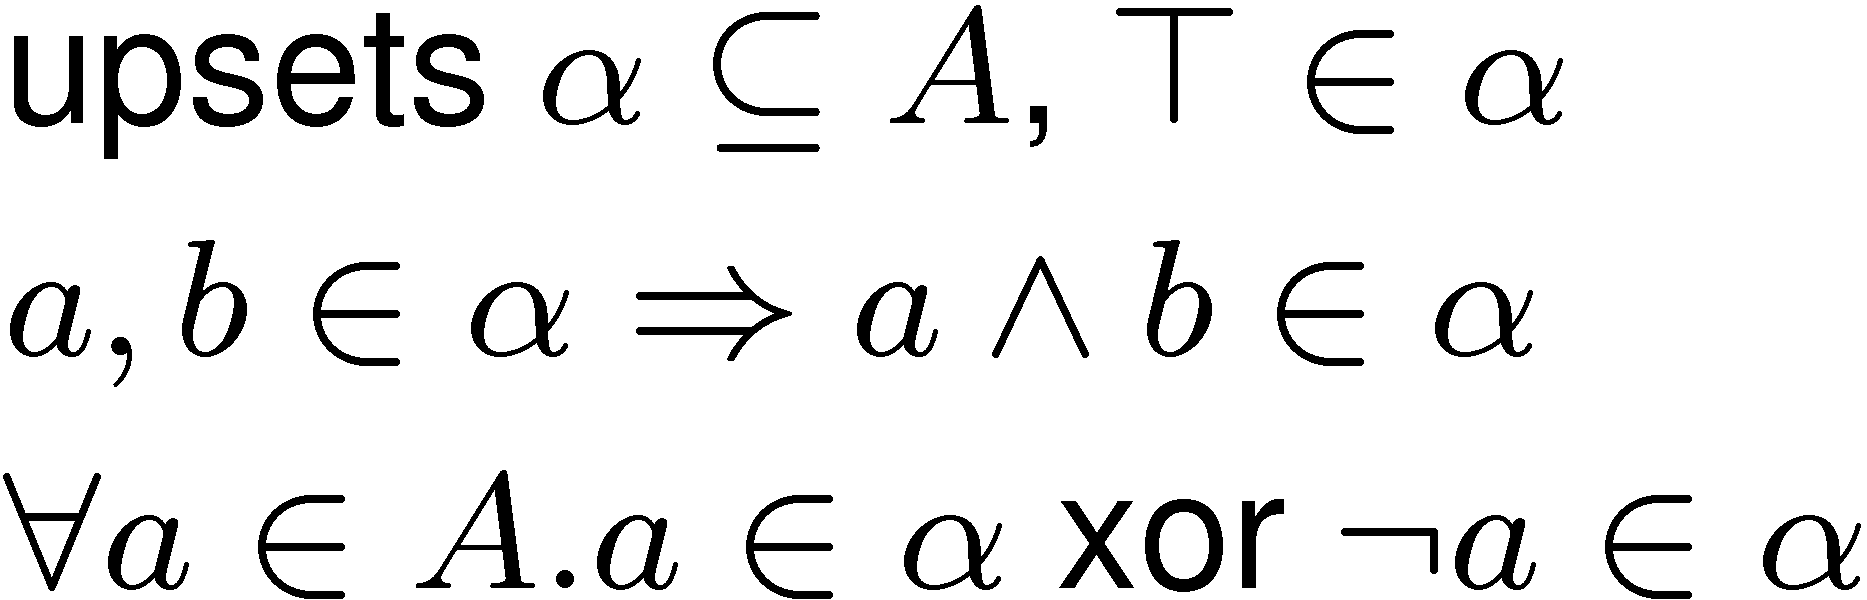 upsets α ⊆ A, ⊤ ∈ α
a, b ∈ α ⇒ a ∧ b ∈ α
∀a ∈ A.a ∈ α xor ¬a ∈ α